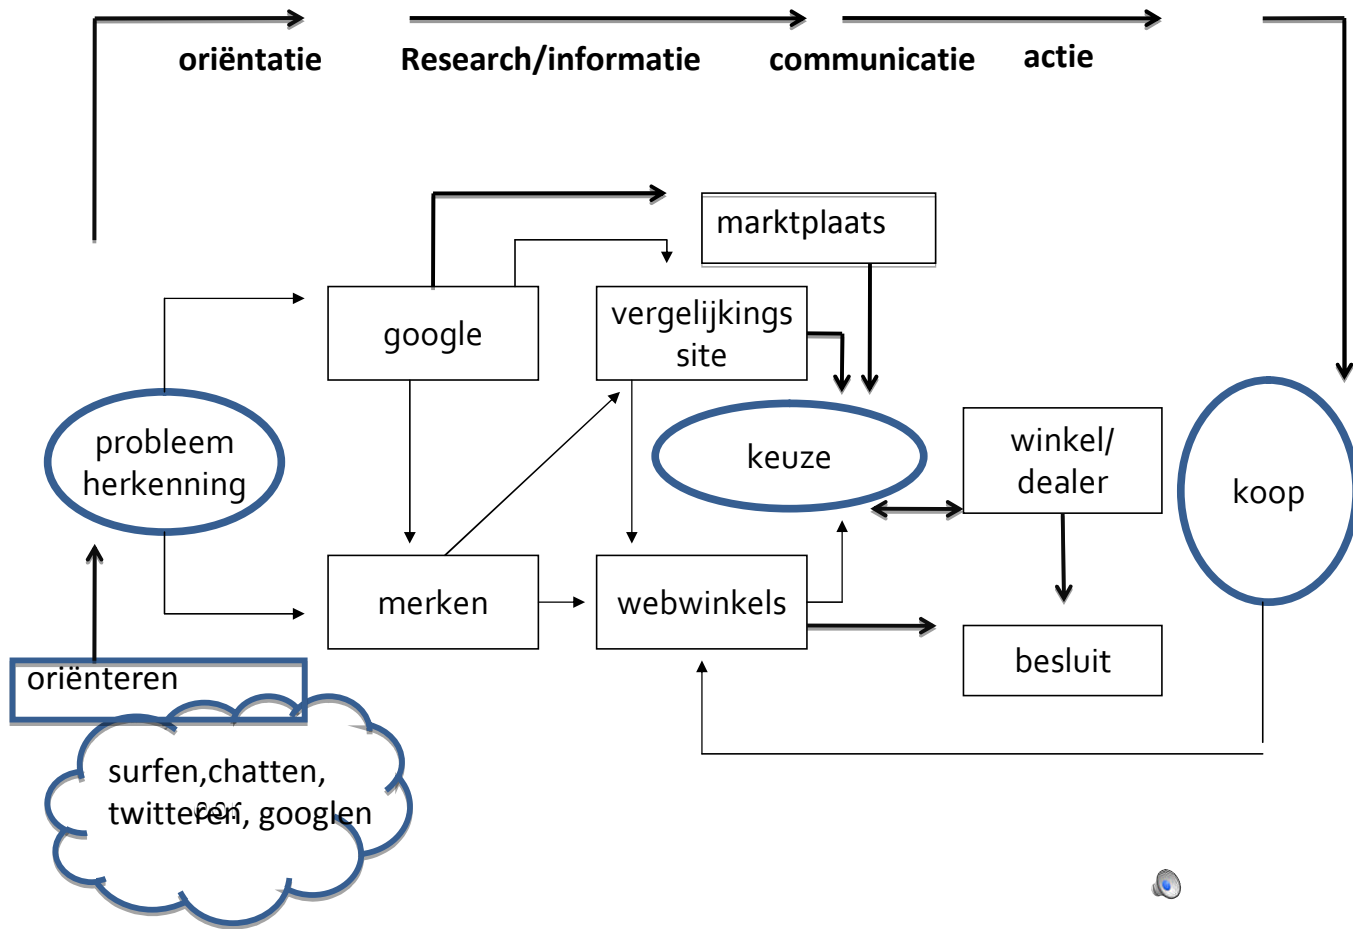 oriëntatie Research/informatie communicatie actie
marktplaats
google
vergelijkings
site
probleem
herkenning
keuze
winkel/
dealer
koop
merken
webwinkels
besluit
oriënteren
surfen,chatten,
twitteren, googlen